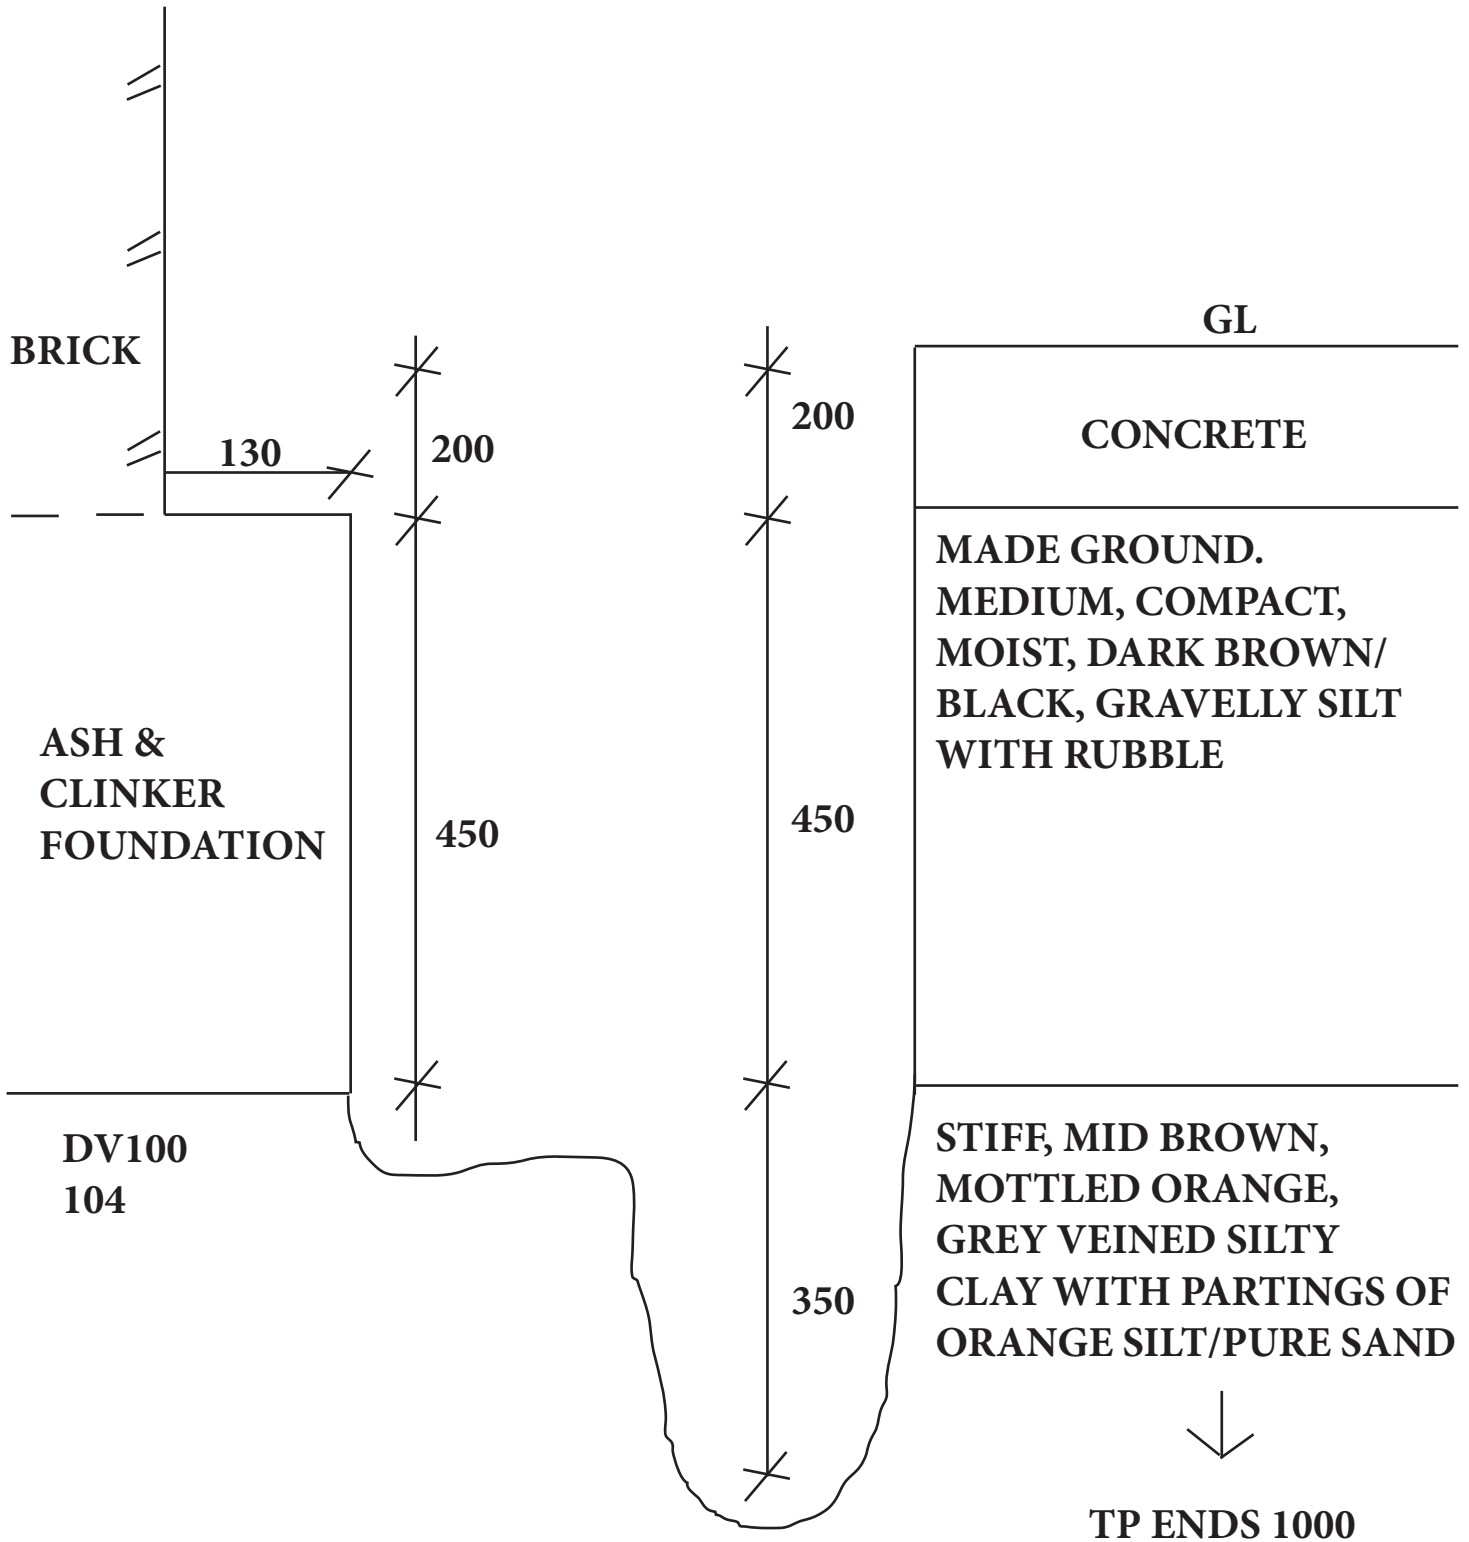 GL
BRICK
130
200
200
CONCRETE
MADE GROUND.
MEDIUM, COMPACT,
MOIST, DARK BROWN/
BLACK, GRAVELLY SILT
WITH RUBBLE
ASH &
CLINKER
FOUNDATION
450
450
DV100
104
STIFF, MID BROWN,
MOTTLED ORANGE,
GREY VEINED SILTY
CLAY WITH PARTINGS OF
ORANGE SILT/PURE SAND
350
TP ENDS 1000